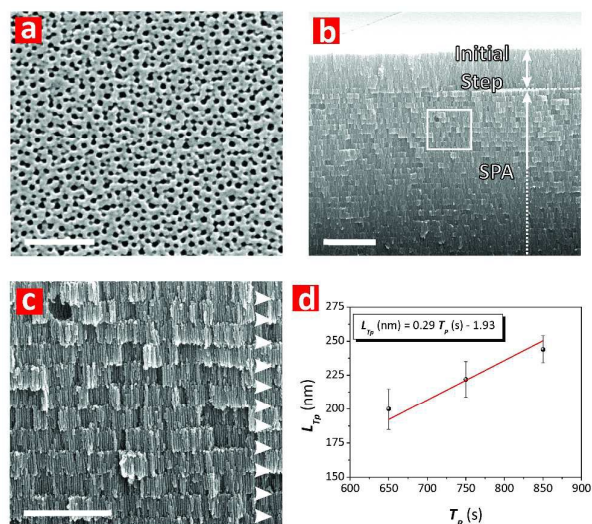 a
b
Initial
Step
SPA
c
d
L_Tp (nm) = 0.29 T_p (s) - 1.93
275
250
225
200
175
150
L_Tp (nm)
600 650 700 750 800 850 900
T_p (s)